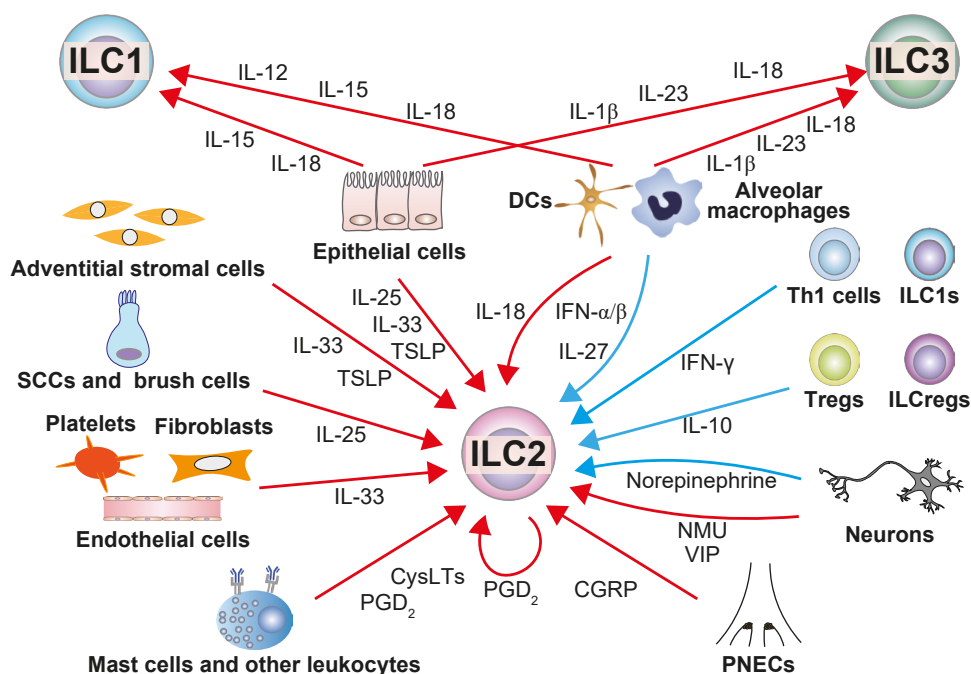 ILC1
ILC3
IL-12
IL-15
IL-18
IL-15
IL-18
IL-18
IL-23
IL-1β
IL-18
IL-23
IL-1β
DCs
Alveolar
macrophages
Epithelial cells
Adventitial stromal cells
Th1 cells
ILC1s
IL-25
IL-33
TSLP
IL-18
IFN-α/β
IL-27
IL-33
TSLP
IFN-γ
SCCs and brush cells
Tregs
ILCregs
Platelets
Fibroblasts
IL-25
IL-10
ILC2
IL-33
Norepinephrine
Endothelial cells
NMU
VIP
Neurons
CysLTs
PGD2
PGD2
CGRP
Mast cells and other leukocytes
PNECs